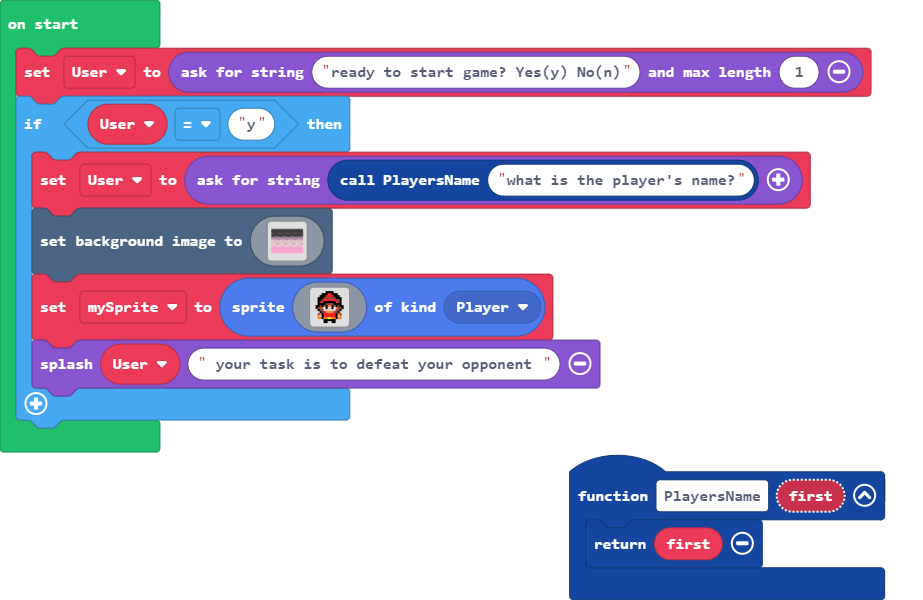 on start
set User to ask for string "ready to start game? Yes(y) No(n)" and max length 1
if User = "y" then
set User to ask for string call PlayersName "what is the player's name?"
set background image to
set mySprite to sprite of kind Player
splash User " your task is to defeat your opponent "
function PlayersName first
return first